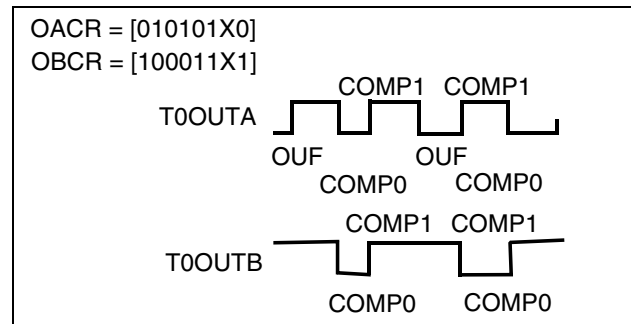 OACR = [010101X0]
OBCR = [100011X1]
COMP1 COMP1
T0OUTA
OUF OUF
COMP0 COMP0
COMP1 COMP1
T0OUTB
COMP0 COMP0